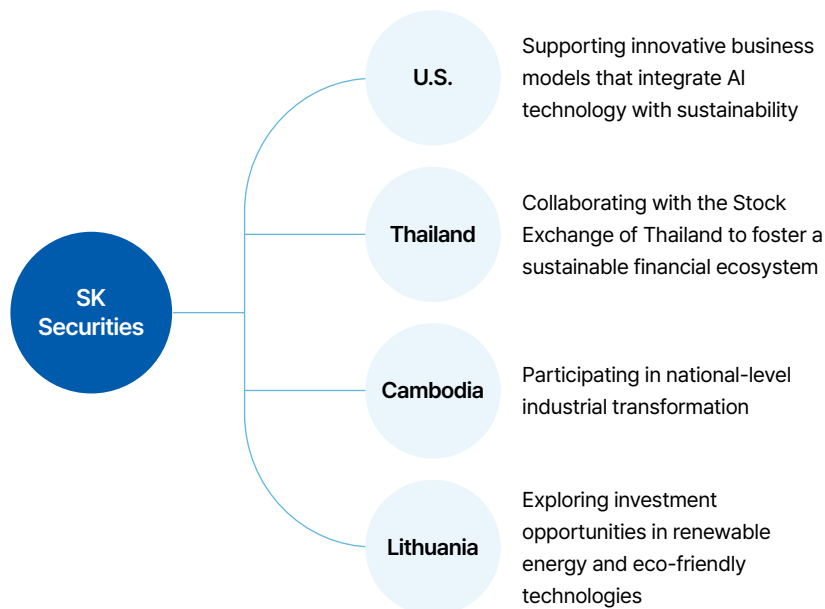 SK
Securities
U.S.
Supporting innovative business
models that integrate AI
technology with sustainability
Thailand
Collaborating with the Stock
Exchange of Thailand to foster a
sustainable financial ecosystem
Cambodia
Participating in national-level
industrial transformation
Lithuania
Exploring investment
opportunities in renewable
energy and eco-friendly
technologies